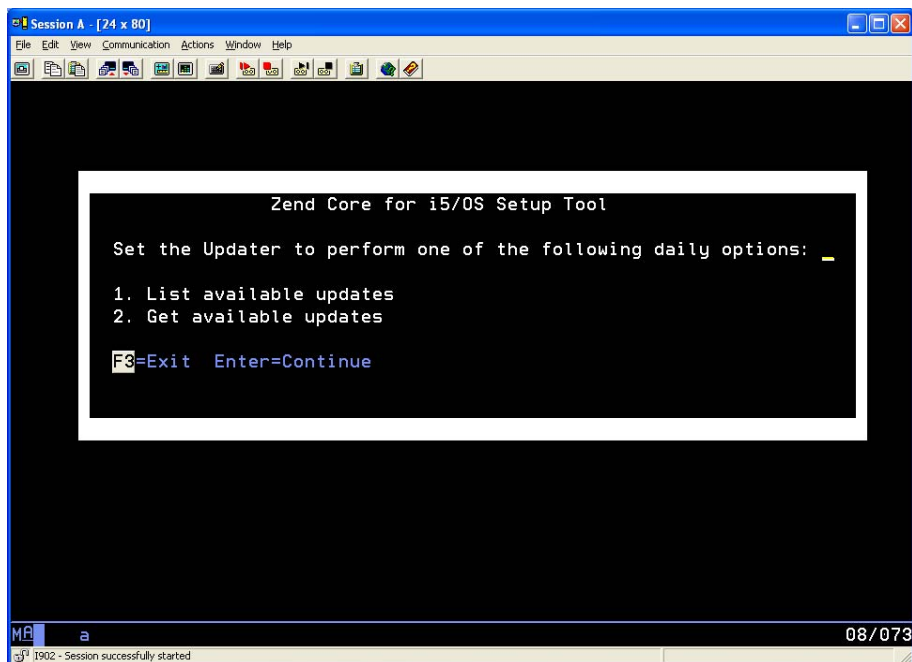 Session A - [24 x 80]
File Edit View Communication Actions Window Help
Zend Core for i5/OS Setup Tool
Set the Updater to perform one of the following daily options: _
1. List available updates
2. Get available updates
F3=Exit Enter=Continue
MA a 08/073
I902 - Session successfully started